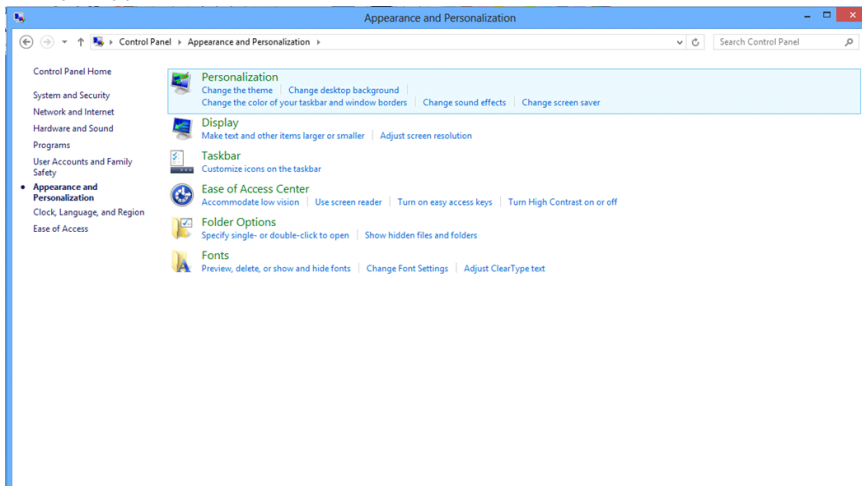 Appearance and Personalization
Control Panel ▸ Appearance and Personalization ▸
Search Control Panel
Control Panel Home
System and Security
Network and Internet
Hardware and Sound
Programs
User Accounts and Family
Safety
Appearance and
Personalization
Clock, Language, and Region
Ease of Access
Personalization
Change the theme | Change desktop background |
Change the color of your taskbar and window borders | Change sound effects | Change screen saver
Display
Make text and other items larger or smaller | Adjust screen resolution
Taskbar
Customize icons on the taskbar
Ease of Access Center
Accommodate low vision | Use screen reader | Turn on easy access keys | Turn High Contrast on or off
Folder Options
Specify single- or double-click to open | Show hidden files and folders
Fonts
Preview, delete, or show and hide fonts | Change Font Settings | Adjust ClearType text